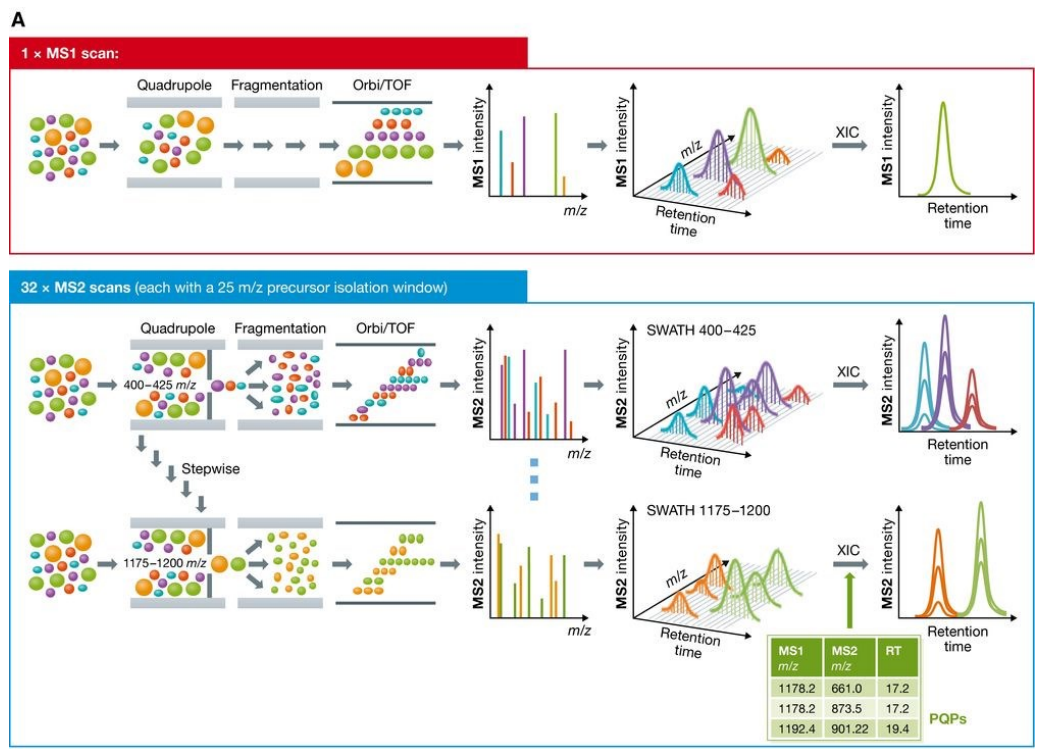 A
1 × MS1 scan:
Quadrupole
Fragmentation
Orbi/TOF
MS1 intensity
m/z
MS1 intensity
m/z
Retention
time
XIC
MS1 intensity
Retention
time
32 × MS2 scans (each with a 25 m/z precursor isolation window)
Quadrupole
Fragmentation
Orbi/TOF
400–425 m/z
MS2 intensity
m/z
SWATH 400–425
MS2 intensity
m/z
Retention
time
XIC
MS2 intensity
Retention
time
Stepwise
1175–1200 m/z
MS2 intensity
m/z
SWATH 1175–1200
MS2 intensity
m/z
Retention
time
XIC
MS2 intensity
Retention
time
MS1 MS2 RT
m/z m/z
1178.2 661.0 17.2
1178.2 873.5 17.2
1192.4 901.22 19.4
PQPs